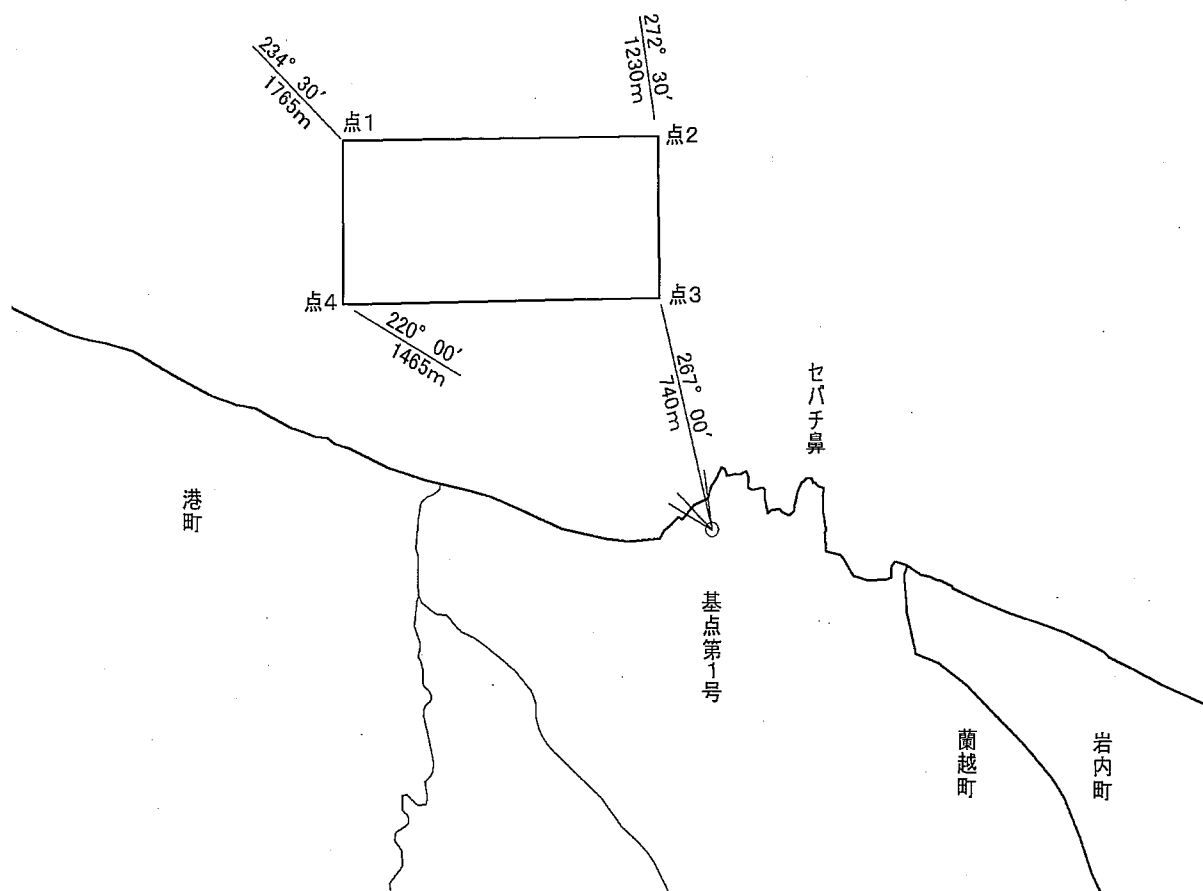 234° 30′
1765m
272° 30′
1230m
点1
点2
点3
点4
220° 00′
1465m
267° 00′
740m
セバチ鼻
港町
基点第1号
蘭越町
岩内町